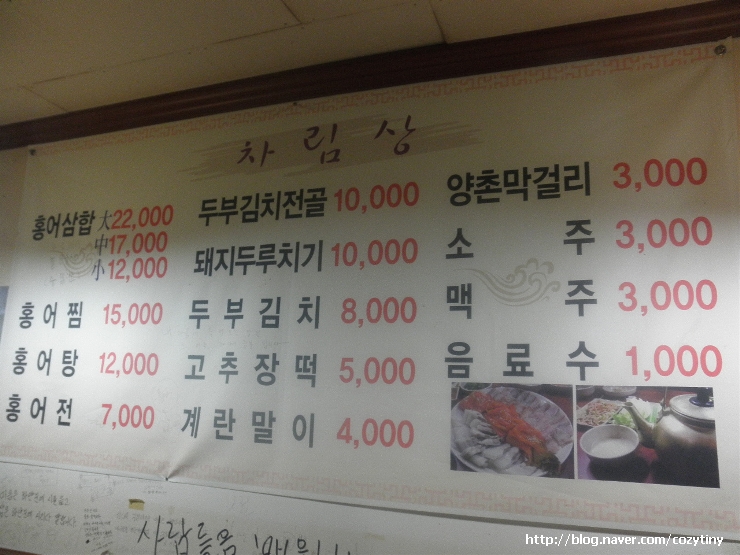 차림상
홍어삼합 大22,000
中17,000
小12,000
홍어찜 15,000
홍어탕 12,000
홍어전 7,000
두부김치전골 10,000
돼지두루치기 10,000
두부김치 8,000
고추장떡 5,000
계란말이 4,000
양촌막걸리 3,000
소주 3,000
맥주 3,000
음료수 1,000
사람들음
http://blog.naver.com/cozytiny